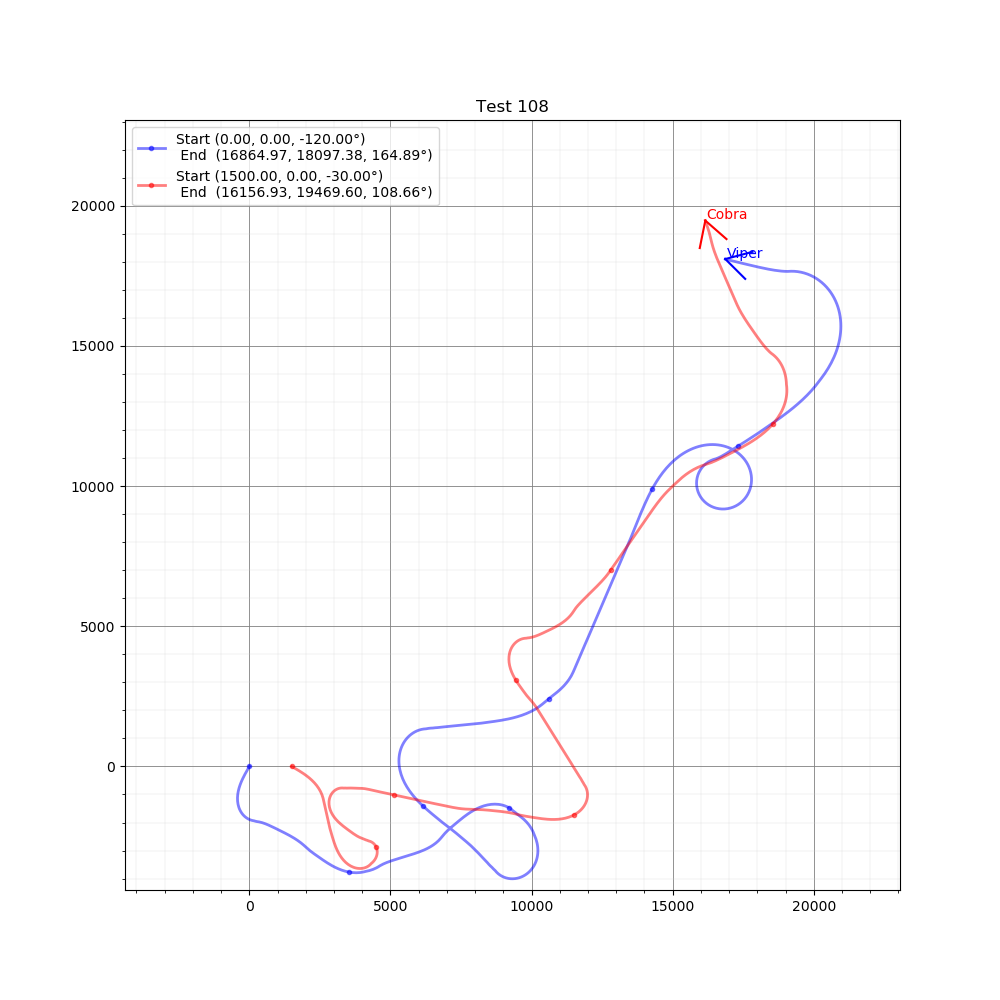 Test 108
Start (0.00, 0.00, -120.00°)
End (16864.97, 18097.38, 164.89°)
Start (1500.00, 0.00, -30.00°)
End (16156.93, 19469.60, 108.66°)
Cobra
Viper
20000
15000
10000
5000
0
0 5000 10000 15000 20000